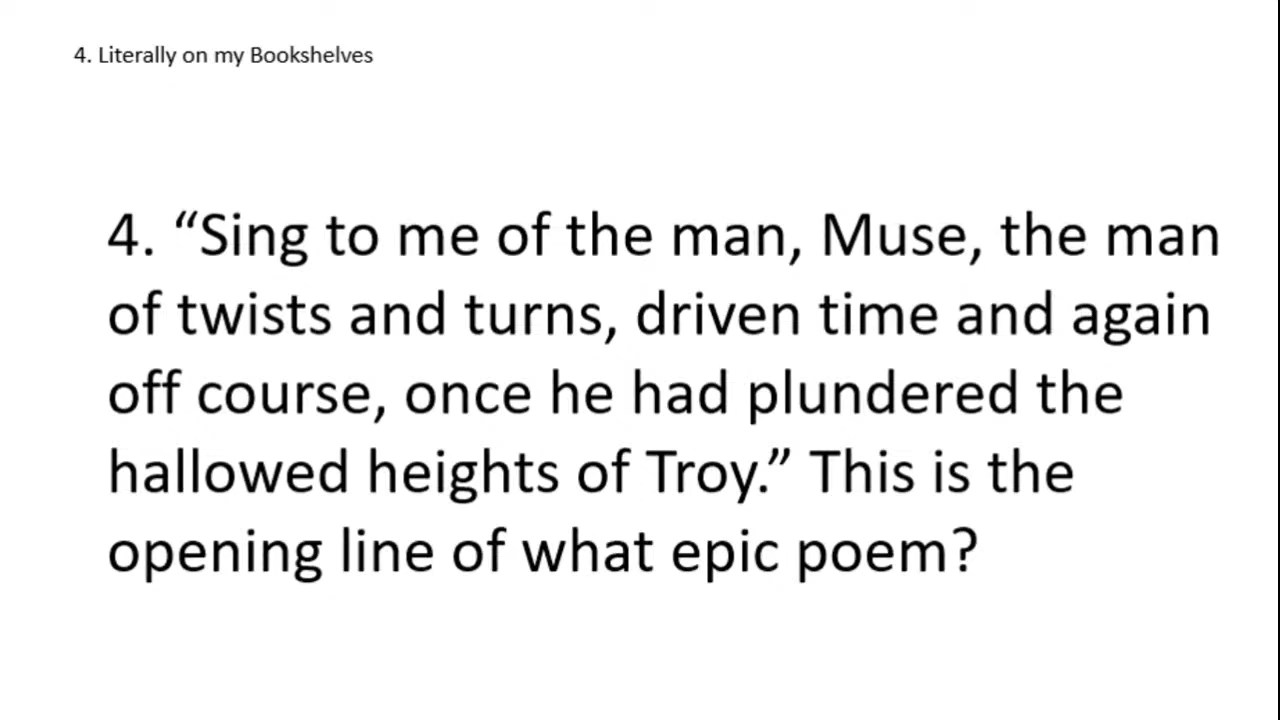 4. Literally on my Bookshelves
4. “Sing to me of the man, Muse, the man
of twists and turns, driven time and again
off course, once he had plundered the
hallowed heights of Troy.” This is the
opening line of what epic poem?